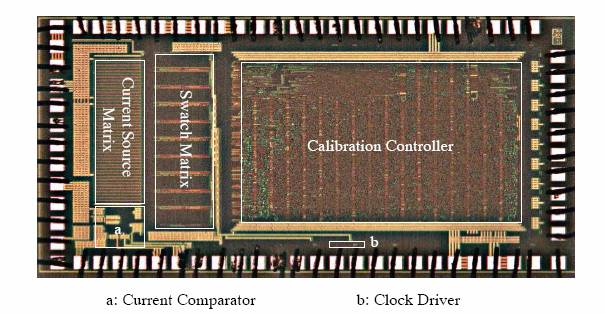 Current Source
Matrix
Swatch Matrix
Calibration Controller
a
b
a: Current Comparator
b: Clock Driver